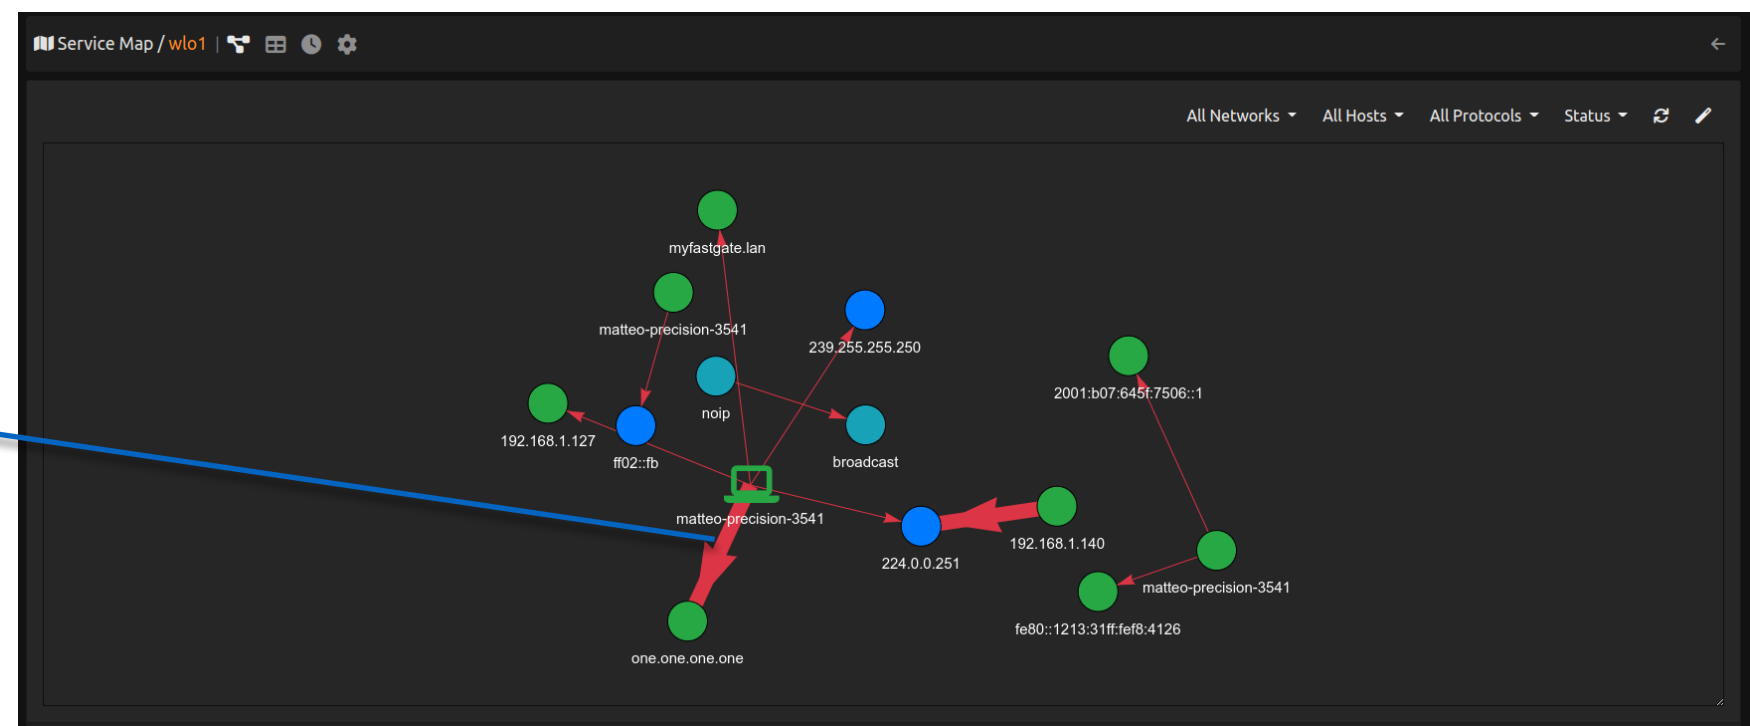 Service Map / wlo1 |
All Networks All Hosts All Protocols Status
myfastgate.lan
matteo-precision-3541
239.255.255.250
2001:b07:645f:7506::1
noip
192.168.1.127
ff02::fb
broadcast
matteo-precision-3541
192.168.1.140
224.0.0.251
matteo-precision-3541
fe80::1213:31ff:fef8:4126
one.one.one.one